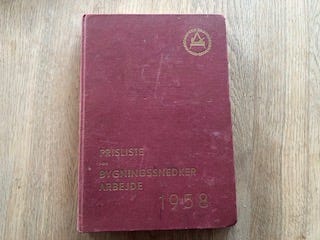 PRISLISTE
FOR
BYGNINGSSNEDKER
ARBEJDE
1958